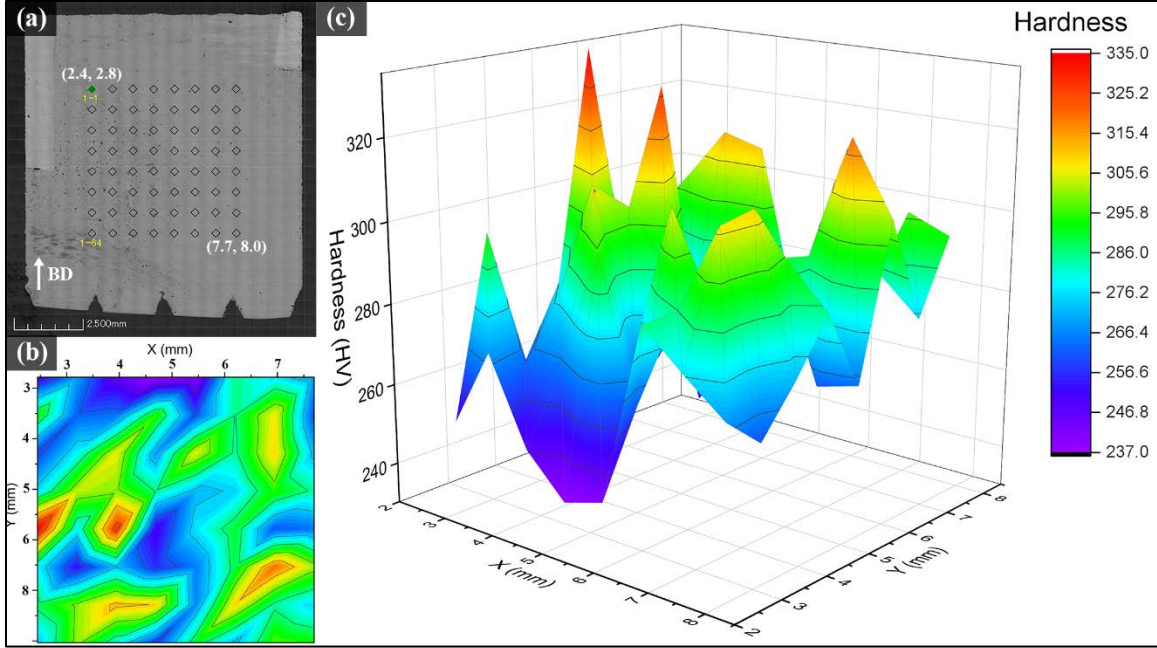 (a)
(2.4, 2.8)
1-1
1-64
(7.7, 8.0)
BD
2.500mm
(b)
X (mm)
3 4 5 6 7
3
4
5
6
8
Y (mm)
(c)
Hardness (HV)
320
300
280
260
240
2 3 4 5 6 7 8
X (mm)
2 3 4 5 6 7 8
Y (mm)
Hardness
335.0
325.2
315.4
305.6
295.8
286.0
276.2
266.4
256.6
246.8
237.0